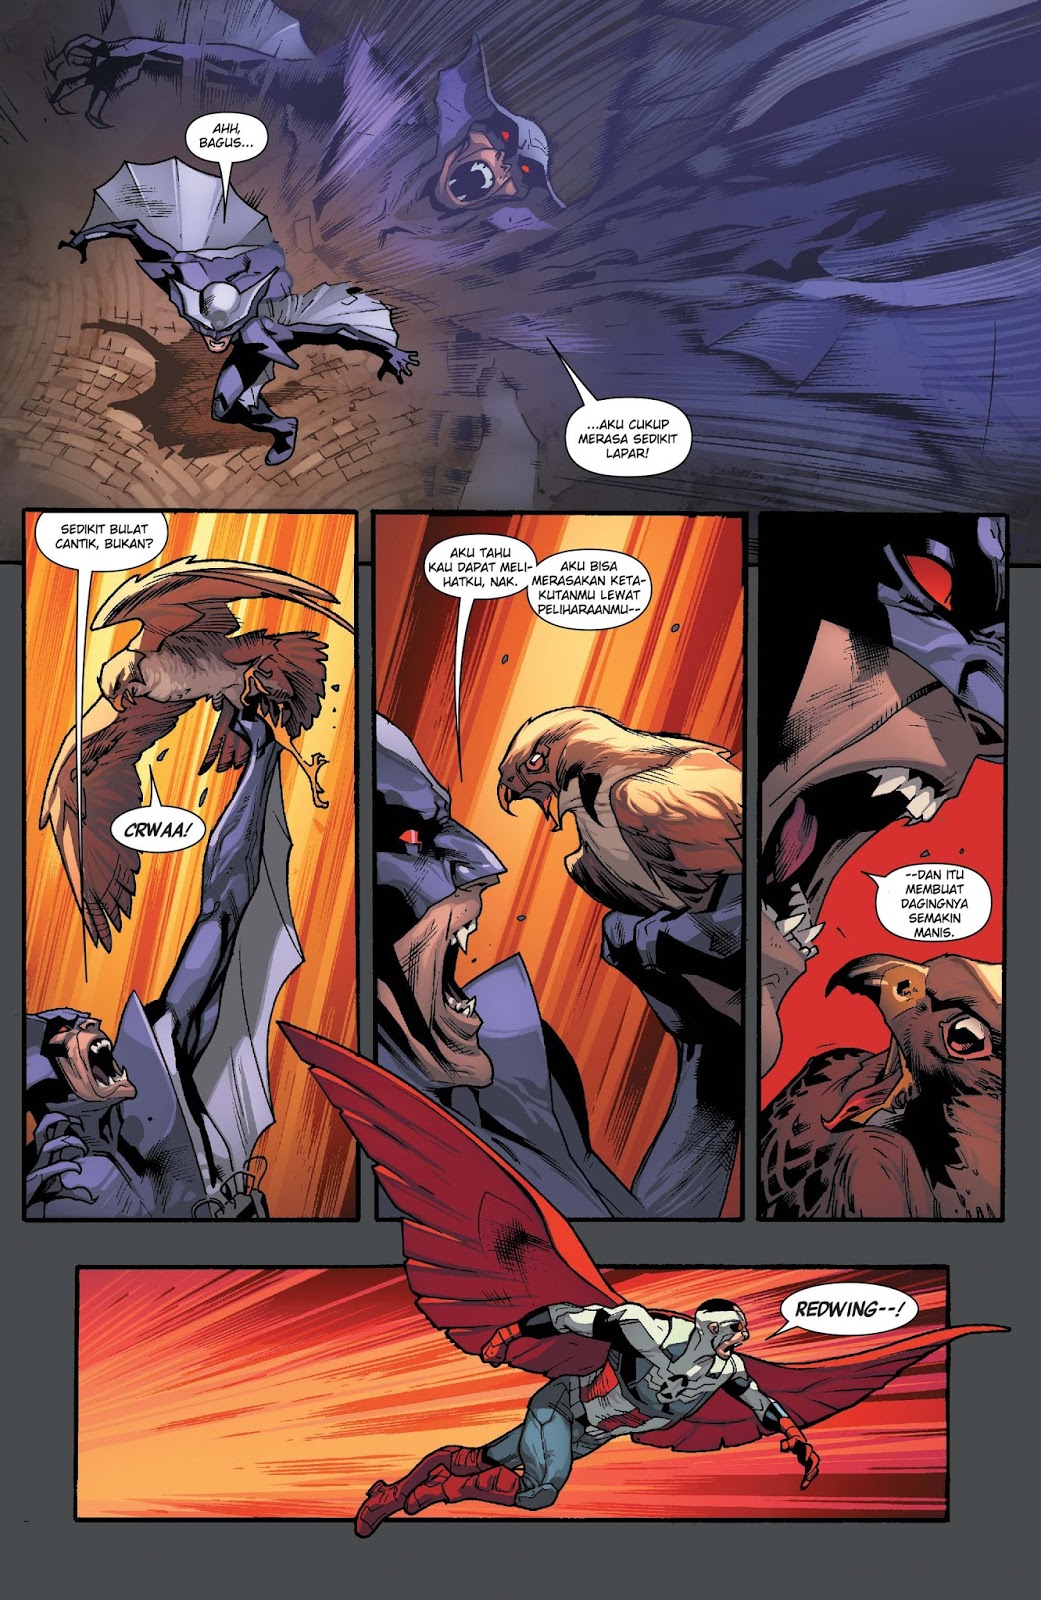 AHH,
BAGUS...
...AKU CUKUP
MERASA SEDIKIT
LAPAR!
SEDIKIT BULAT
CANTIK, BUKAN?
CRWAA!
AKU TAHU
KAU DAPAT MELI-
HATKU, NAK.
AKU BISA
MERASAKAN KETA-
KUTANMU LEWAT
PELIHARAANMU--
--DAN ITU
MEMBUAT
DAGINGNYA
SEMAKIN
MANIS.
REDWING--!